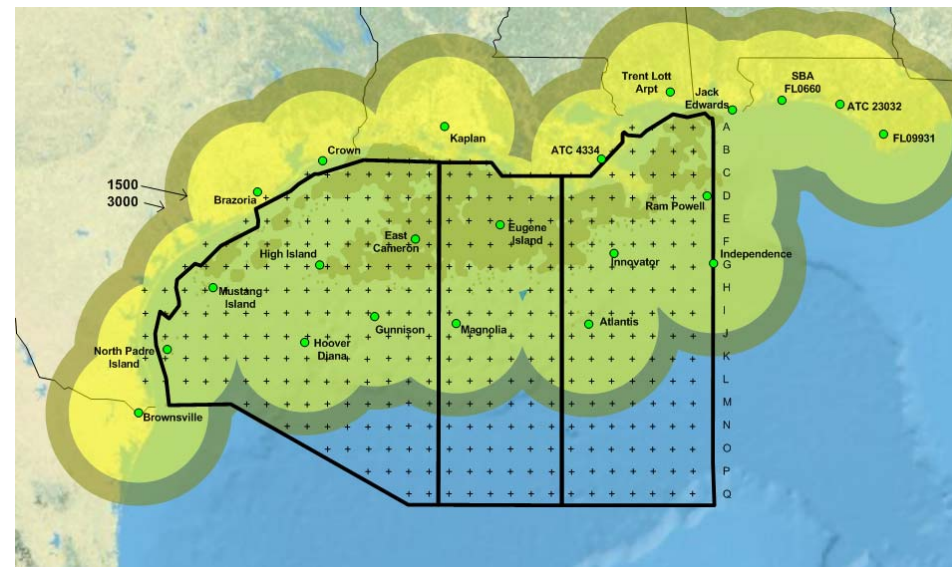 Trent Lott
Arpt
Jack
Edwards
SBA
FL0660
ATC 23032
FL09931
Kaplan
ATC 4334
Crown
1500
3000
Brazoria
Ram Powell
East
Cameron
Eugene
Island
High Island
Innovator
Independence
Mustang
Island
Gunnison
Magnolia
Atlantis
North Padre
Island
Hoover
Diana
Brownsville
A
B
C
D
E
F
G
H
I
J
K
L
M
N
O
P
Q